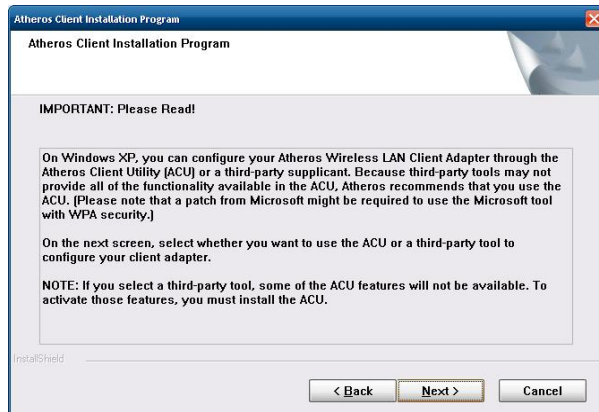 Atheros Client Installation Program
Atheros Client Installation Program
IMPORTANT: Please Read!
On Windows XP, you can configure your Atheros Wireless LAN Client Adapter through the
Atheros Client Utility (ACU) or a third-party supplicant. Because third-party tools may not
provide all of the functionality available in the ACU, Atheros recommends that you use the
ACU. (Please note that a patch from Microsoft might be required to use the Microsoft tool
with WPA security.)
On the next screen, select whether you want to use the ACU or a third-party tool to
configure your client adapter.
NOTE: If you select a third-party tool, some of the ACU features will not be available. To
activate those features, you must install the ACU.
InstallShield
< Back
Next >
Cancel